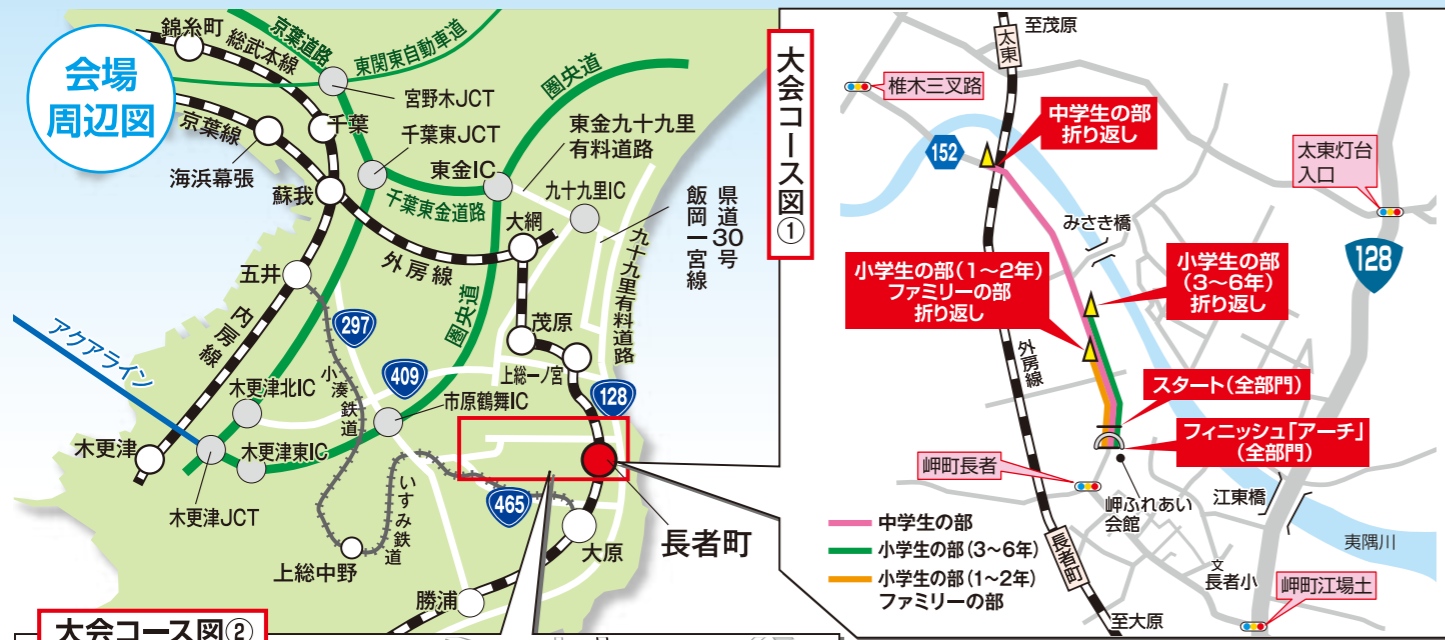 会場
周辺図
錦糸町
総武本線
京葉道路
東関東自動車道
宮野木JCT
京葉線
千葉
海浜幕張
千葉東JCT
圏央道
東金九十九里
有料道路
東金IC
蘇我
千葉東金道路
九十九里IC
県道30号
飯岡一宮線
大網
外房線
九十九里有料道路
五井
内房線
圏央道
297
小湊鉄道
茂原
上総一ノ宮
アクアライン
409
128
木更津北IC
市原鶴舞IC
木更津
木更津東IC
木更津JCT
いすみ鉄道
465
長者町
大原
上総中野
勝浦
大会コース図②
大会コース図①
至茂原
太東
椎木三叉路
中学生の部
折り返し
152
太東灯台
入口
みさき橋
128
小学生の部(1〜2年)
ファミリーの部
折り返し
小学生の部
(3〜6年)
折り返し
外房線
スタート(全部門)
フィニッシュ「アーチ」
(全部門)
岬町長者
岬ふれあい
会館
江東橋
夷隅川
中学生の部
小学生の部(3〜6年)
小学生の部(1〜2年)
ファミリーの部
長者町
文
長者小
岬町江場土
至大原